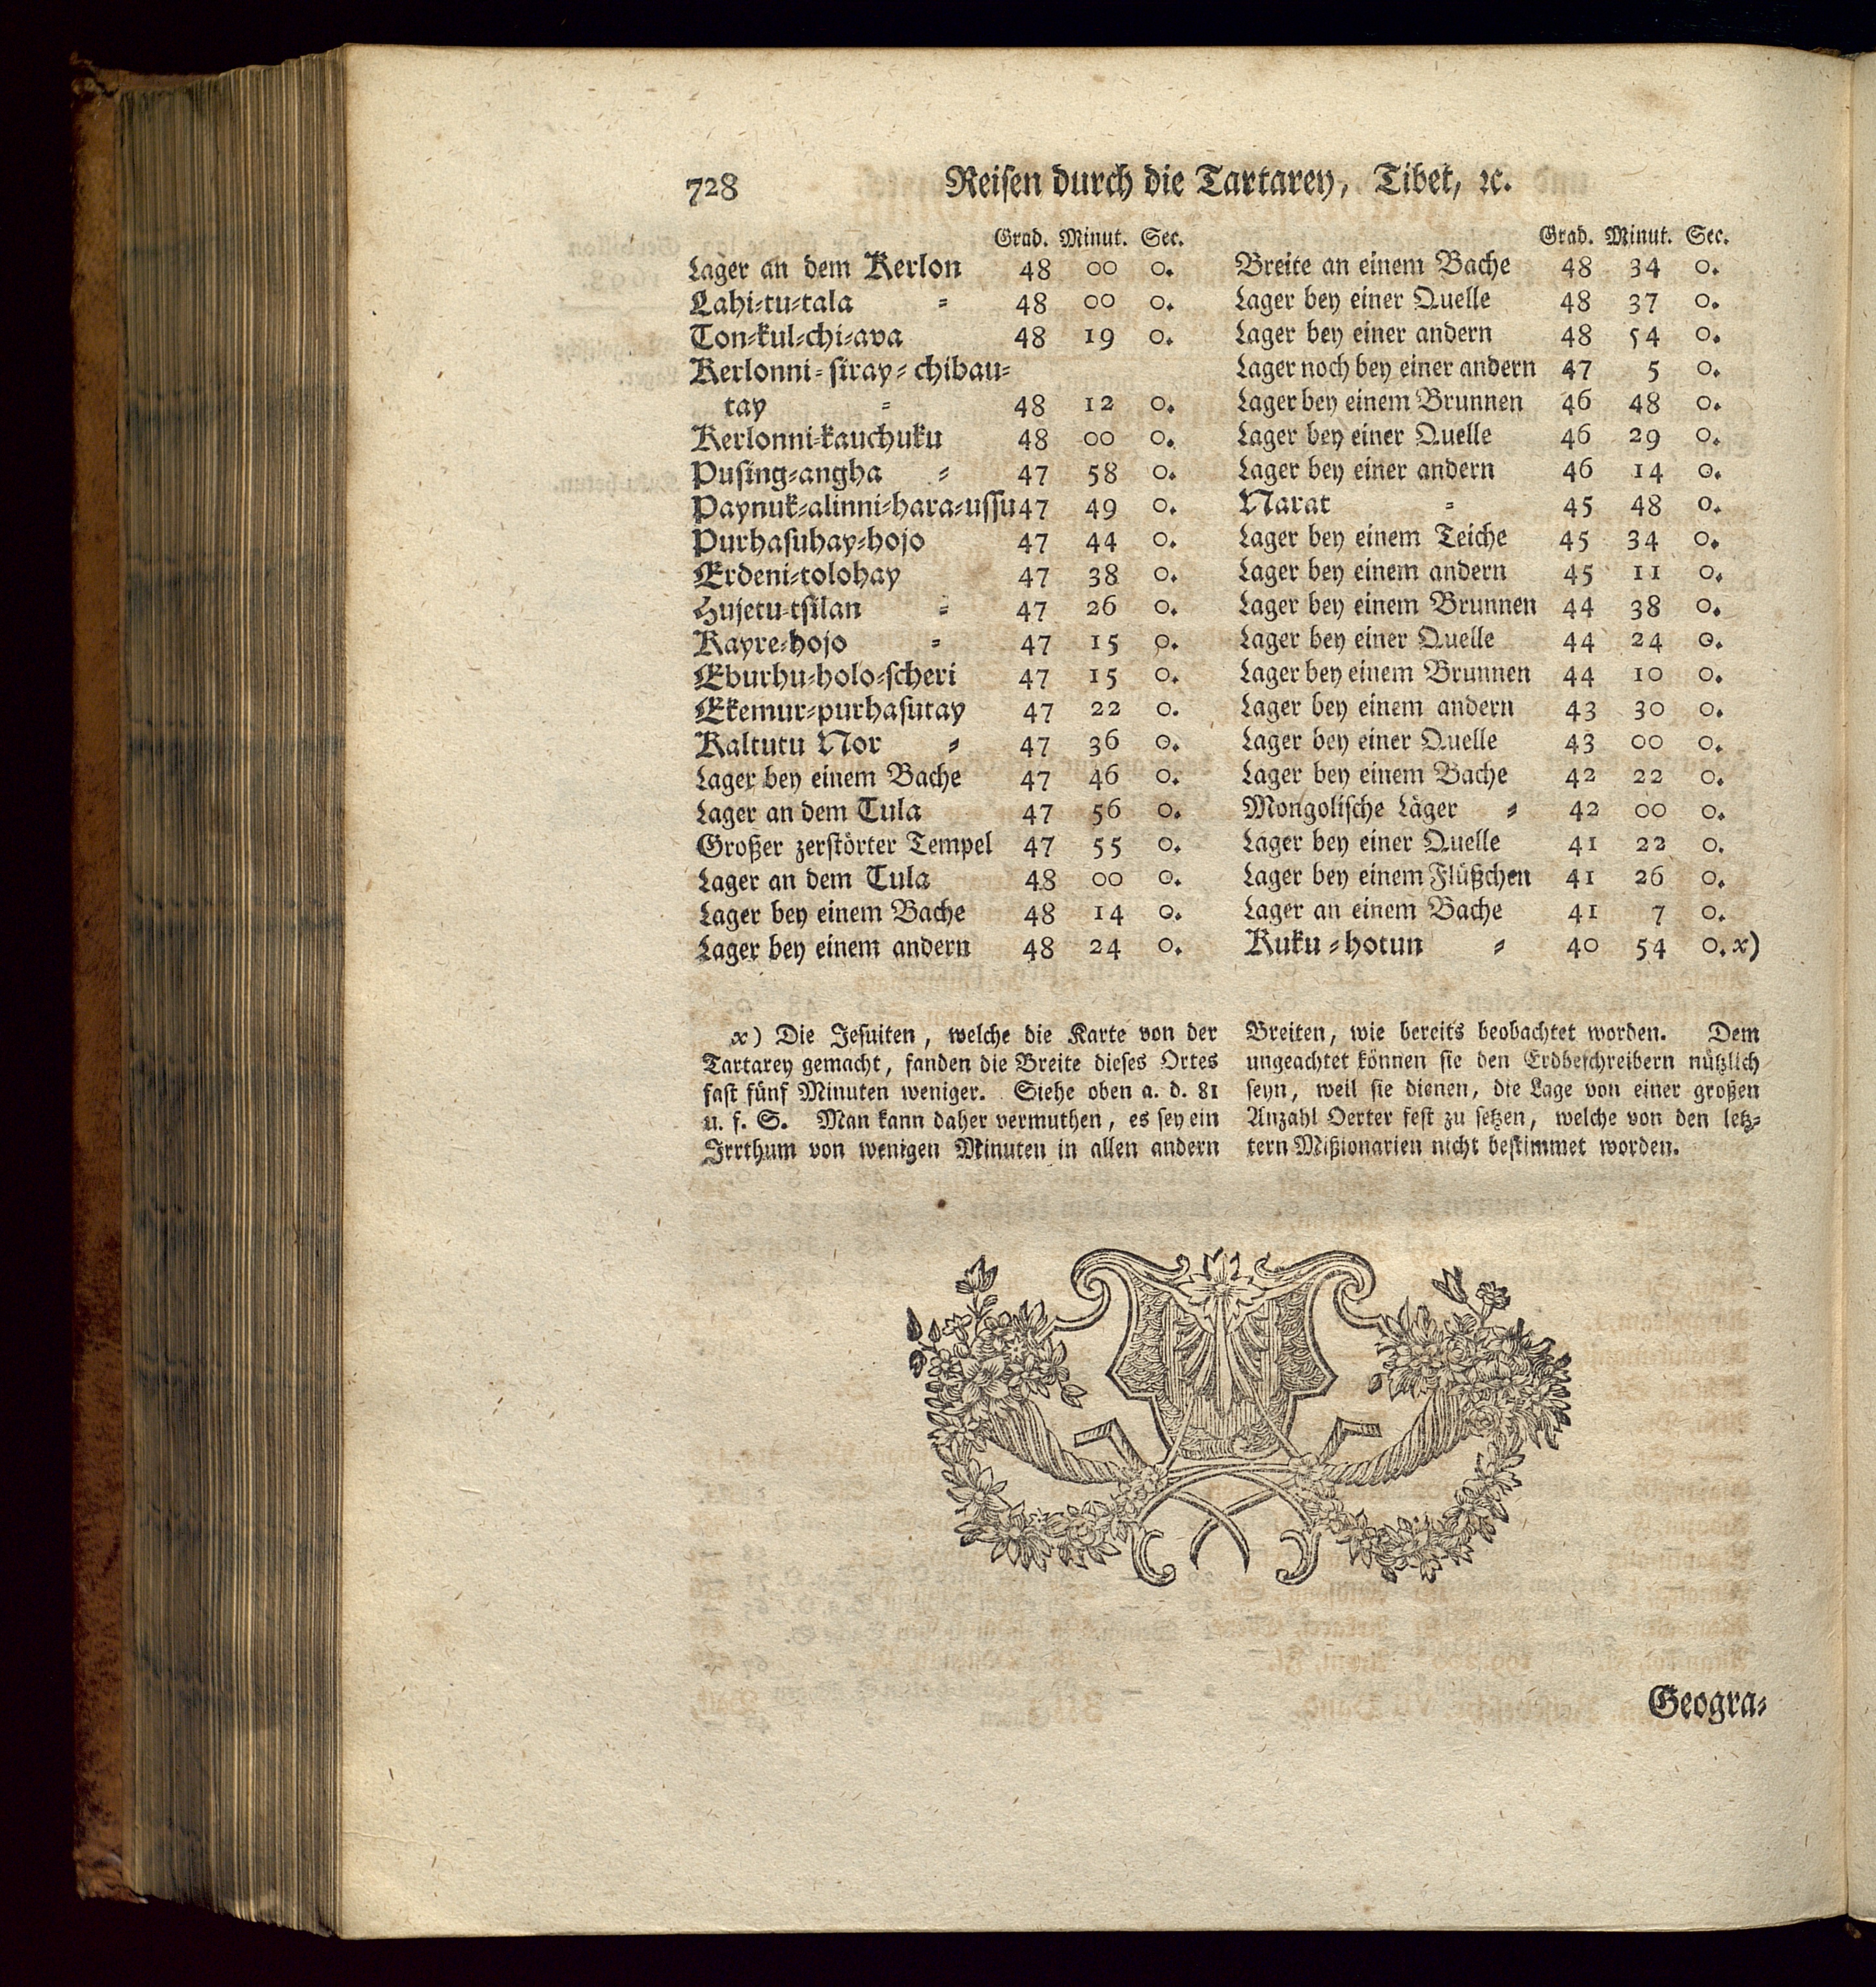 728 Reisen durch die Tartarey, Tibet, ꝛc.
Grad. Minut. Sec.
Lager an dem Kerlon 48 00 0.
Lahi-tu-tala = 48 00 0.
Ton-kul-chi-ava 48 19 0.
Kerlonni-siray-chibau-
tay = 48 12 0.
Kerlonni-kauchuku 48 00 0.
Pusing-angha = 47 58 0.
Paynuk-alinni-hara-ussu 47 49 0.
Purhasuhay-hojo 47 44 0.
Erdeni-tolohay 47 38 0.
Hujetu-tsilan = 47 26 0.
Kayre-hojo = 47 15 0.
Eburhu-holo-scheri 47 15 0.
Ekemur-purhasutay 47 22 0.
Kaltutu Nor = 47 36 0.
Lager bey einem Bache 47 46 0.
Lager an dem Tula 47 56 0.
Großer zerstörter Tempel 47 55 0.
Lager an dem Tula 48 00 0.
Lager bey einem Bache 48 14 0.
Lager bey einem andern 48 24 0.
Grad. Minut. Sec.
Breite an einem Bache 48 34 0.
Lager bey einer Quelle 48 37 0.
Lager bey einer andern 48 54 0.
Lager noch bey einer andern 47 5 0.
Lager bey einem Brunnen 46 48 0.
Lager bey einer Quelle 46 29 0.
Lager bey einer andern 46 14 0.
Narat = 45 48 0.
Lager bey einem Teiche 45 34 0.
Lager bey einem andern 45 11 0.
Lager bey einem Brunnen 44 38 0.
Lager bey einer Quelle 44 24 0.
Lager bey einem Brunnen 44 10 0.
Lager bey einem andern 43 30 0.
Lager bey einer Quelle 43 00 0.
Lager bey einem Bache 42 22 0.
Mongolische Läger = 42 00 0.
Lager bey einer Quelle 41 22 0.
Lager bey einem Flüßchen 41 26 0.
Lager an einem Bache 41 7 0.
Kuku-hotun = 40 54 0. x)
x) Die Jesuiten, welche die Karte von der
Tartarey gemacht, fanden die Breite dieses Ortes
fast fünf Minuten weniger. Siehe oben a. d. 81
u. f. S. Man kann daher vermuthen, es sey ein
Irrthum von wenigen Minuten in allen andern
Breiten, wie bereits beobachtet worden. Dem
ungeachtet können sie den Erdbeschreibern nützlich
seyn, weil sie dienen, die Lage von einer großen
Anzahl Oerter fest zu setzen, welche von den letz-
tern Mißionarien nicht bestimmet worden.
Geogra-